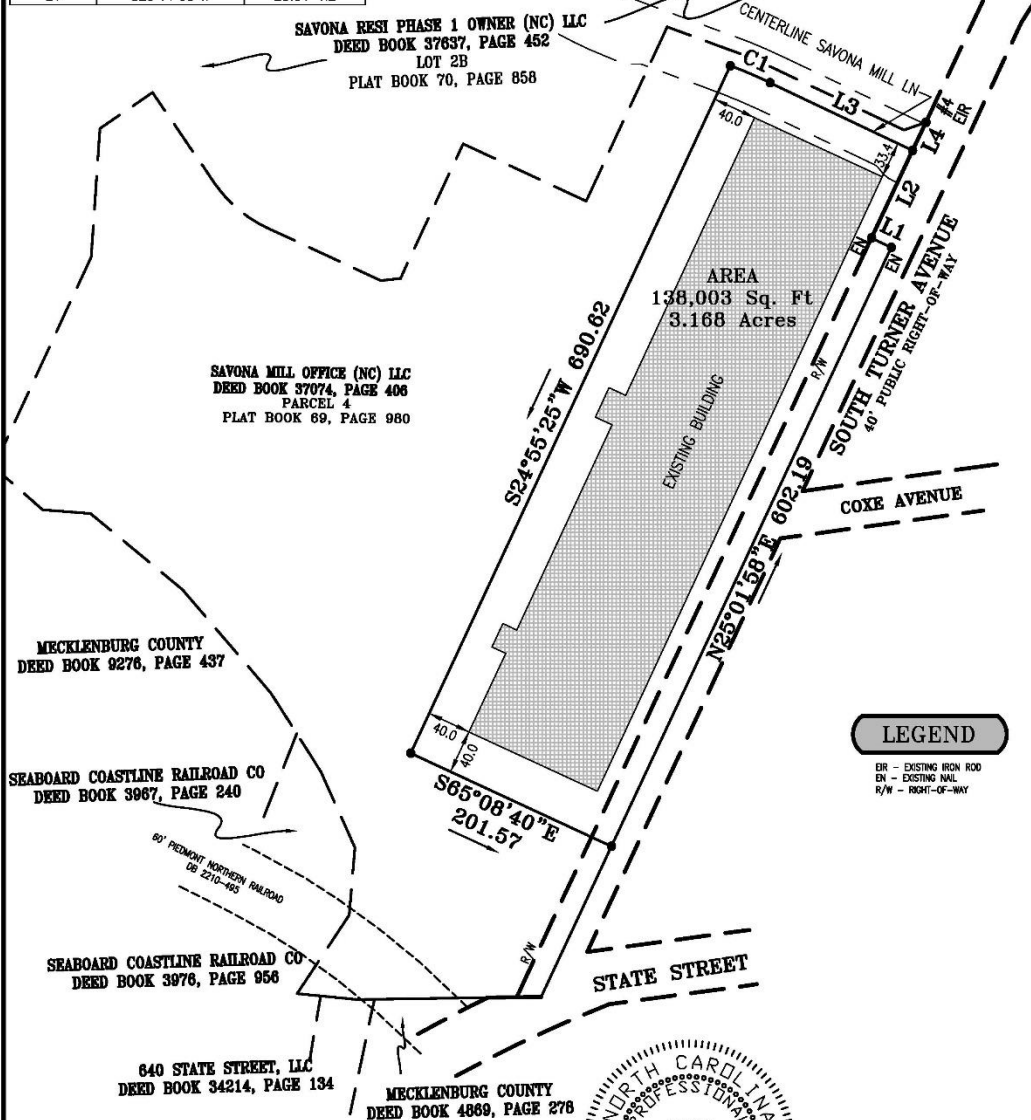 SAVONA RESI PHASE 1 OWNER (NC) LLC
DEED BOOK 37637, PAGE 452
LOT 2B
PLAT BOOK 70, PAGE 858
CENTERLINE SAVONA MILL LN
C1
L3
#4
EIR
L4
40.0
33.4
L2
L1
EN
EN
AREA
138,003 Sq. Ft
3.168 Acres
SOUTH TURNER AVENUE
40' PUBLIC RIGHT-OF-WAY
R/W
S24°55'25"W 690.62
SAVONA MILL OFFICE (NC) LLC
DEED BOOK 37074, PAGE 406
PARCEL 4
PLAT BOOK 69, PAGE 980
EXISTING BUILDING
COXE AVENUE
N25°01'58"E 602.19
MECKLENBURG COUNTY
DEED BOOK 9276, PAGE 437
LEGEND
EIR - EXISTING IRON ROD
EN - EXISTING NAIL
R/W - RIGHT-OF-WAY
40.0
40.0
SEABOARD COASTLINE RAILROAD CO
DEED BOOK 3967, PAGE 240
S65°08'40"E
201.57
60' PIEDMONT NORTHERN RAILROAD
DB 2210-495
R/W
SEABOARD COASTLINE RAILROAD CO
DEED BOOK 3976, PAGE 956
STATE STREET
640 STATE STREET, LLC
DEED BOOK 34214, PAGE 134
MECKLENBURG COUNTY
DEED BOOK 4869, PAGE 278
NORTH CAROLINA
PROFESSIONAL